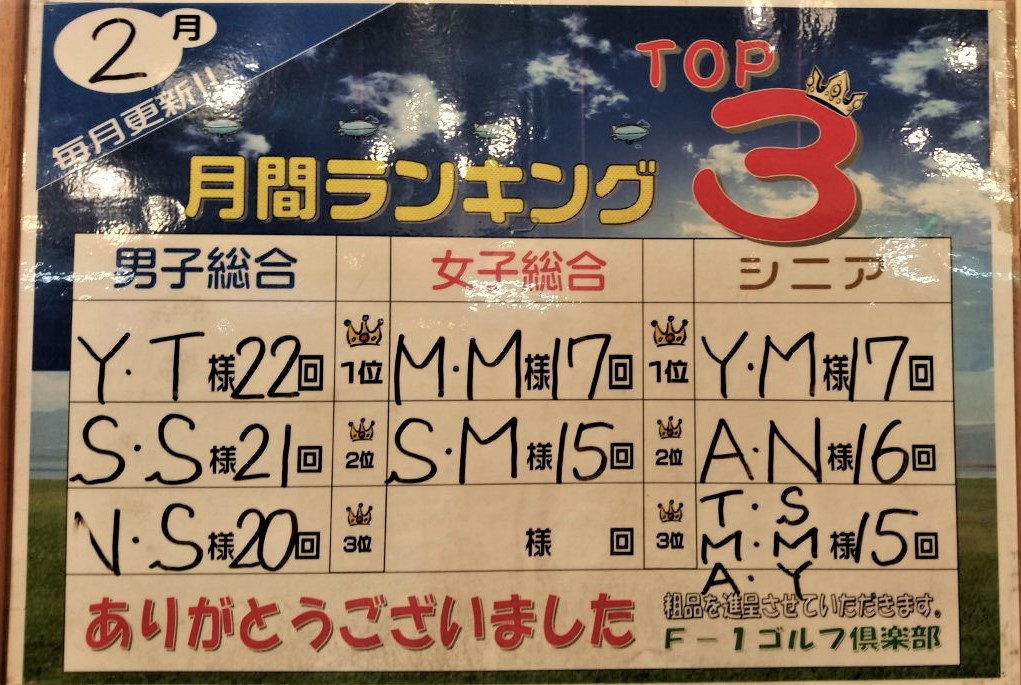 2月
毎月更新!!
TOP
3
月間ランキング
男子総合 女子総合 シニア
Y・T様22回 1位 M・M様17回 1位 Y・M様17回
S・S様21回 2位 S・M様15回 2位 A・N様16回
N・S様20回 3位 様 回 3位 T・S
M・M様15回
A・Y
ありがとうございました
粗品を進呈させていただきます。
F-1ゴルフ倶楽部